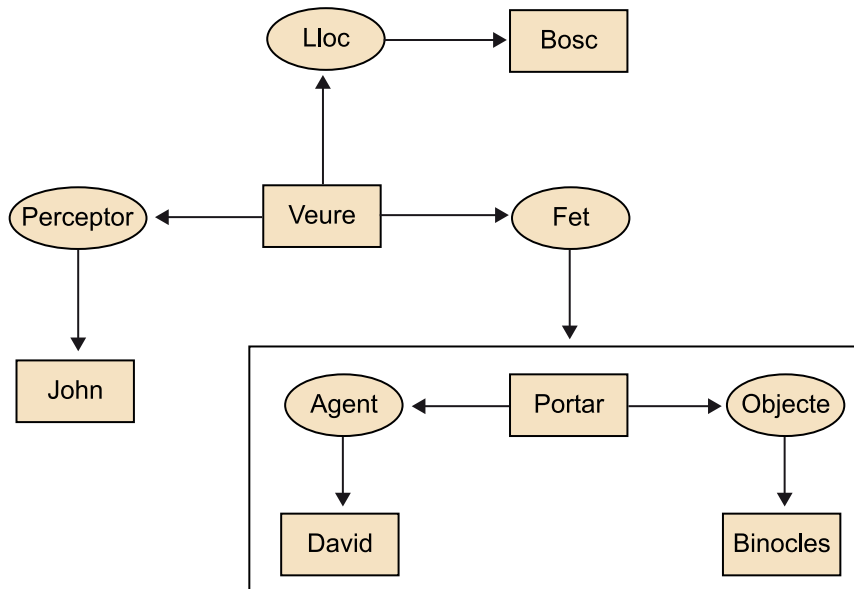 Lloc
Bosc
Perceptor
Veure
Fet
John
Agent
Portar
Objecte
David
Binocles